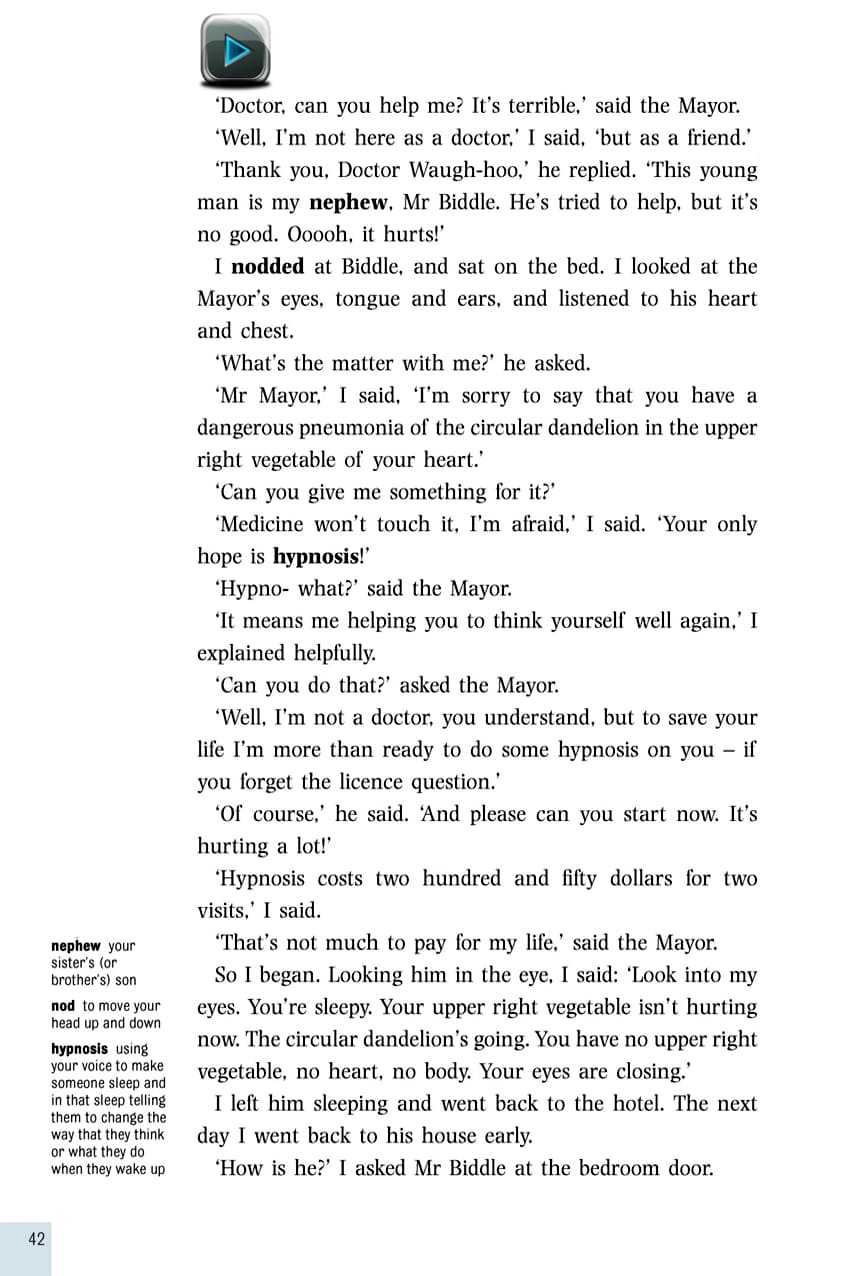 ‘Doctor, can you help me? It’s terrible,’ said the Mayor.
‘Well, I’m not here as a doctor,’ I said, ‘but as a friend.’
‘Thank you, Doctor Waugh-hoo,’ he replied. ‘This young
man is my nephew, Mr Biddle. He’s tried to help, but it’s
no good. Ooooh, it hurts!’
I nodded at Biddle, and sat on the bed. I looked at the
Mayor’s eyes, tongue and ears, and listened to his heart
and chest.
‘What’s the matter with me?’ he asked.
‘Mr Mayor,’ I said, ‘I’m sorry to say that you have a
dangerous pneumonia of the circular dandelion in the upper
right vegetable of your heart.’
‘Can you give me something for it?’
‘Medicine won’t touch it, I’m afraid,’ I said. ‘Your only
hope is hypnosis!’
‘Hypno- what?’ said the Mayor.
‘It means me helping you to think yourself well again,’ I
explained helpfully.
‘Can you do that?’ asked the Mayor.
‘Well, I’m not a doctor, you understand, but to save your
life I’m more than ready to do some hypnosis on you – if
you forget the licence question.’
‘Of course,’ he said. ‘And please can you start now. It’s
hurting a lot!’
‘Hypnosis costs two hundred and fifty dollars for two
visits,’ I said.
‘That’s not much to pay for my life,’ said the Mayor.
So I began. Looking him in the eye, I said: ‘Look into my
eyes. You’re sleepy. Your upper right vegetable isn’t hurting
now. The circular dandelion’s going. You have no upper right
vegetable, no heart, no body. Your eyes are closing.’
I left him sleeping and went back to the hotel. The next
day I went back to his house early.
‘How is he?’ I asked Mr Biddle at the bedroom door.
nephew your
sister’s (or
brother’s) son
nod to move your
head up and down
hypnosis using
your voice to make
someone sleep and
in that sleep telling
them to change the
way that they think
or what they do
when they wake up
42